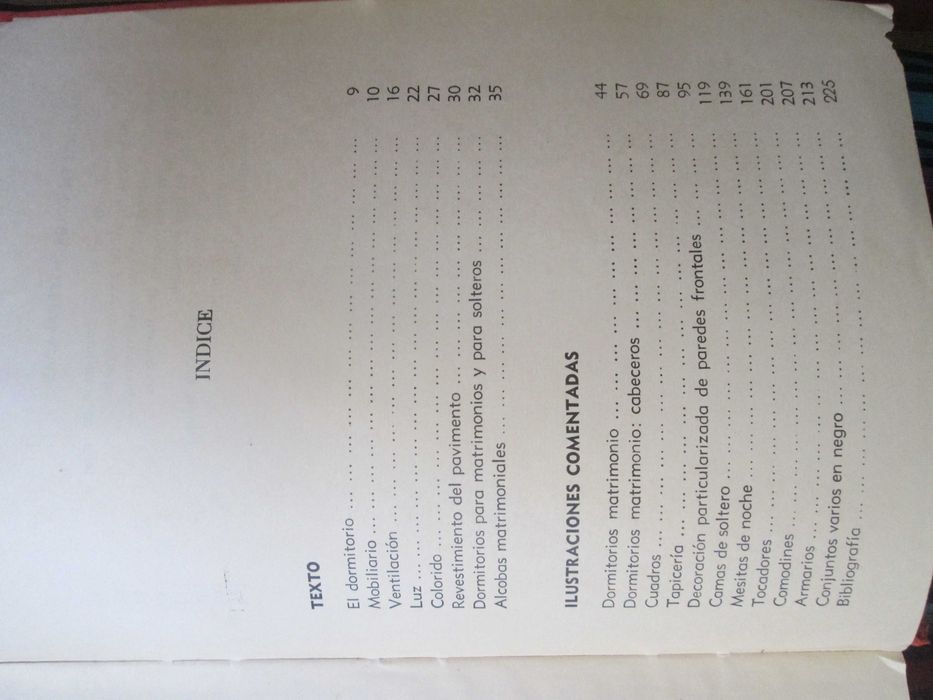 INDICE
TEXTO
El dormitorio ... ... ... ... ... ... ... ... ... ... ... ... 9
Mobiliario ... ... ... ... ... ... ... ... ... ... ... ... 10
Ventilación ... ... ... ... ... ... ... ... ... ... ... ... 16
Luz ... ... ... ... ... ... ... ... ... ... ... ... ... 22
Colorido ... ... ... ... ... ... ... ... ... ... ... ... 27
Revestimiento del pavimento ... ... ... ... ... ... ... ... 30
Dormitorios para matrimonios y para solteros ... ... ... ... 32
Alcobas matrimoniales ... ... ... ... ... ... ... ... ... 35
ILUSTRACIONES COMENTADAS
Dormitorios matrimonio ... ... ... ... ... ... ... ... ... 44
Dormitorios matrimonio: cabeceros ... ... ... ... ... ... 57
Cuadros ... ... ... ... ... ... ... ... ... ... ... ... 69
Tapicería ... ... ... ... ... ... ... ... ... ... ... ... 87
Decoración particularizada de paredes frontales ... ... ... 95
Camas de soltero ... ... ... ... ... ... ... ... ... ... 119
Mesitas de noche ... ... ... ... ... ... ... ... ... ... 139
Tocadores ... ... ... ... ... ... ... ... ... ... ... ... 161
Comodines ... ... ... ... ... ... ... ... ... ... ... ... 201
Armarios ... ... ... ... ... ... ... ... ... ... ... ... 207
Conjuntos varios en negro ... ... ... ... ... ... ... ... 213
Bibliografía ... ... ... ... ... ... ... ... ... ... ... 225